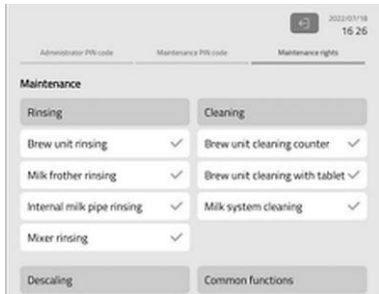 2022/07/18
16 26
Administrator PIN code
Maintenance PIN code
Maintenance rights
Maintenance
Rinsing
Cleaning
Brew unit rinsing
Brew unit cleaning counter
Milk frother rinsing
Brew unit cleaning with tablet
Internal milk pipe rinsing
Milk system cleaning
Mixer rinsing
Descaling
Common functions